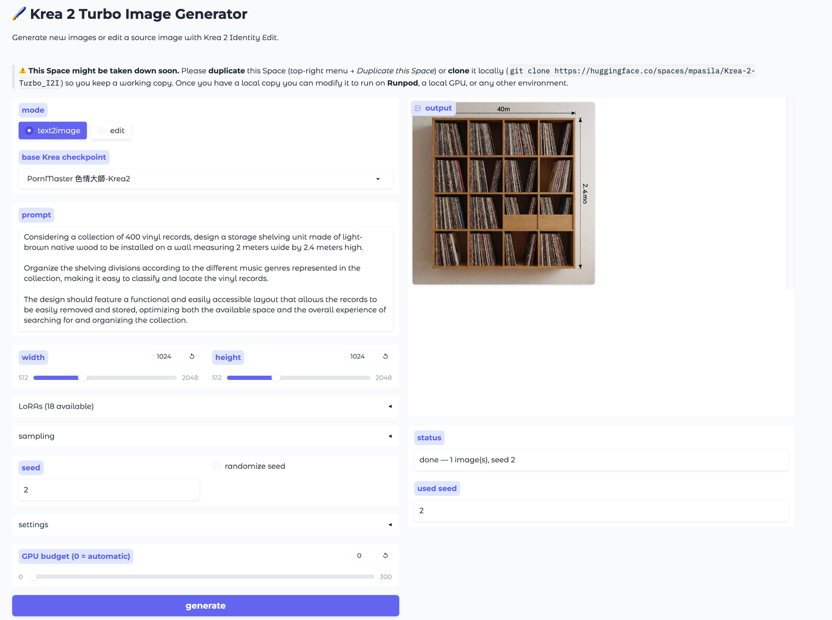 🖌️ Krea 2 Turbo Image Generator
Generate new images or edit a source image with Krea 2 Identity Edit.
⚠️ This Space might be taken down soon. Please duplicate this Space (top-right menu → Duplicate this Space) or clone it locally (git clone https://huggingface.co/spaces/mpasila/Krea-2-
Turbo_I2I) so you keep a working copy. Once you have a local copy you can modify it to run on Runpod, a local GPU, or any other environment.
mode
text2image
edit
base Krea checkpoint
PornMaster 色情大師-Krea2
prompt
Considering a collection of 400 vinyl records, design a storage shelving unit made of light-
brown native wood to be installed on a wall measuring 2 meters wide by 2.4 meters high.
Organize the shelving divisions according to the different music genres represented in the
collection, making it easy to classify and locate the vinyl records.
The design should feature a functional and easily accessible layout that allows the records to
be easily removed and stored, optimizing both the available space and the overall experience of
searching for and organizing the collection.
width
1024
512
2048
height
1024
512
2048
LoRAs (18 available)
sampling
seed
randomize seed
2
settings
GPU budget (0 = automatic)
0
0
300
generate
output
40m
2.4mo
status
done — 1 image(s), seed 2
used seed
2